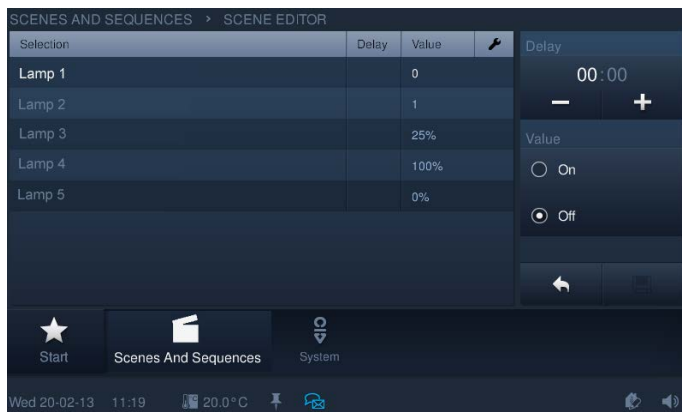 SCENES AND SEQUENCES > SCENE EDITOR
Selection Delay Value
Lamp 1 0
Lamp 2 1
Lamp 3 25%
Lamp 4 100%
Lamp 5 0%
Delay
00:00
− +
Value
On
Off
Start Scenes And Sequences System
Wed 20-02-13 11:19 20.0°C